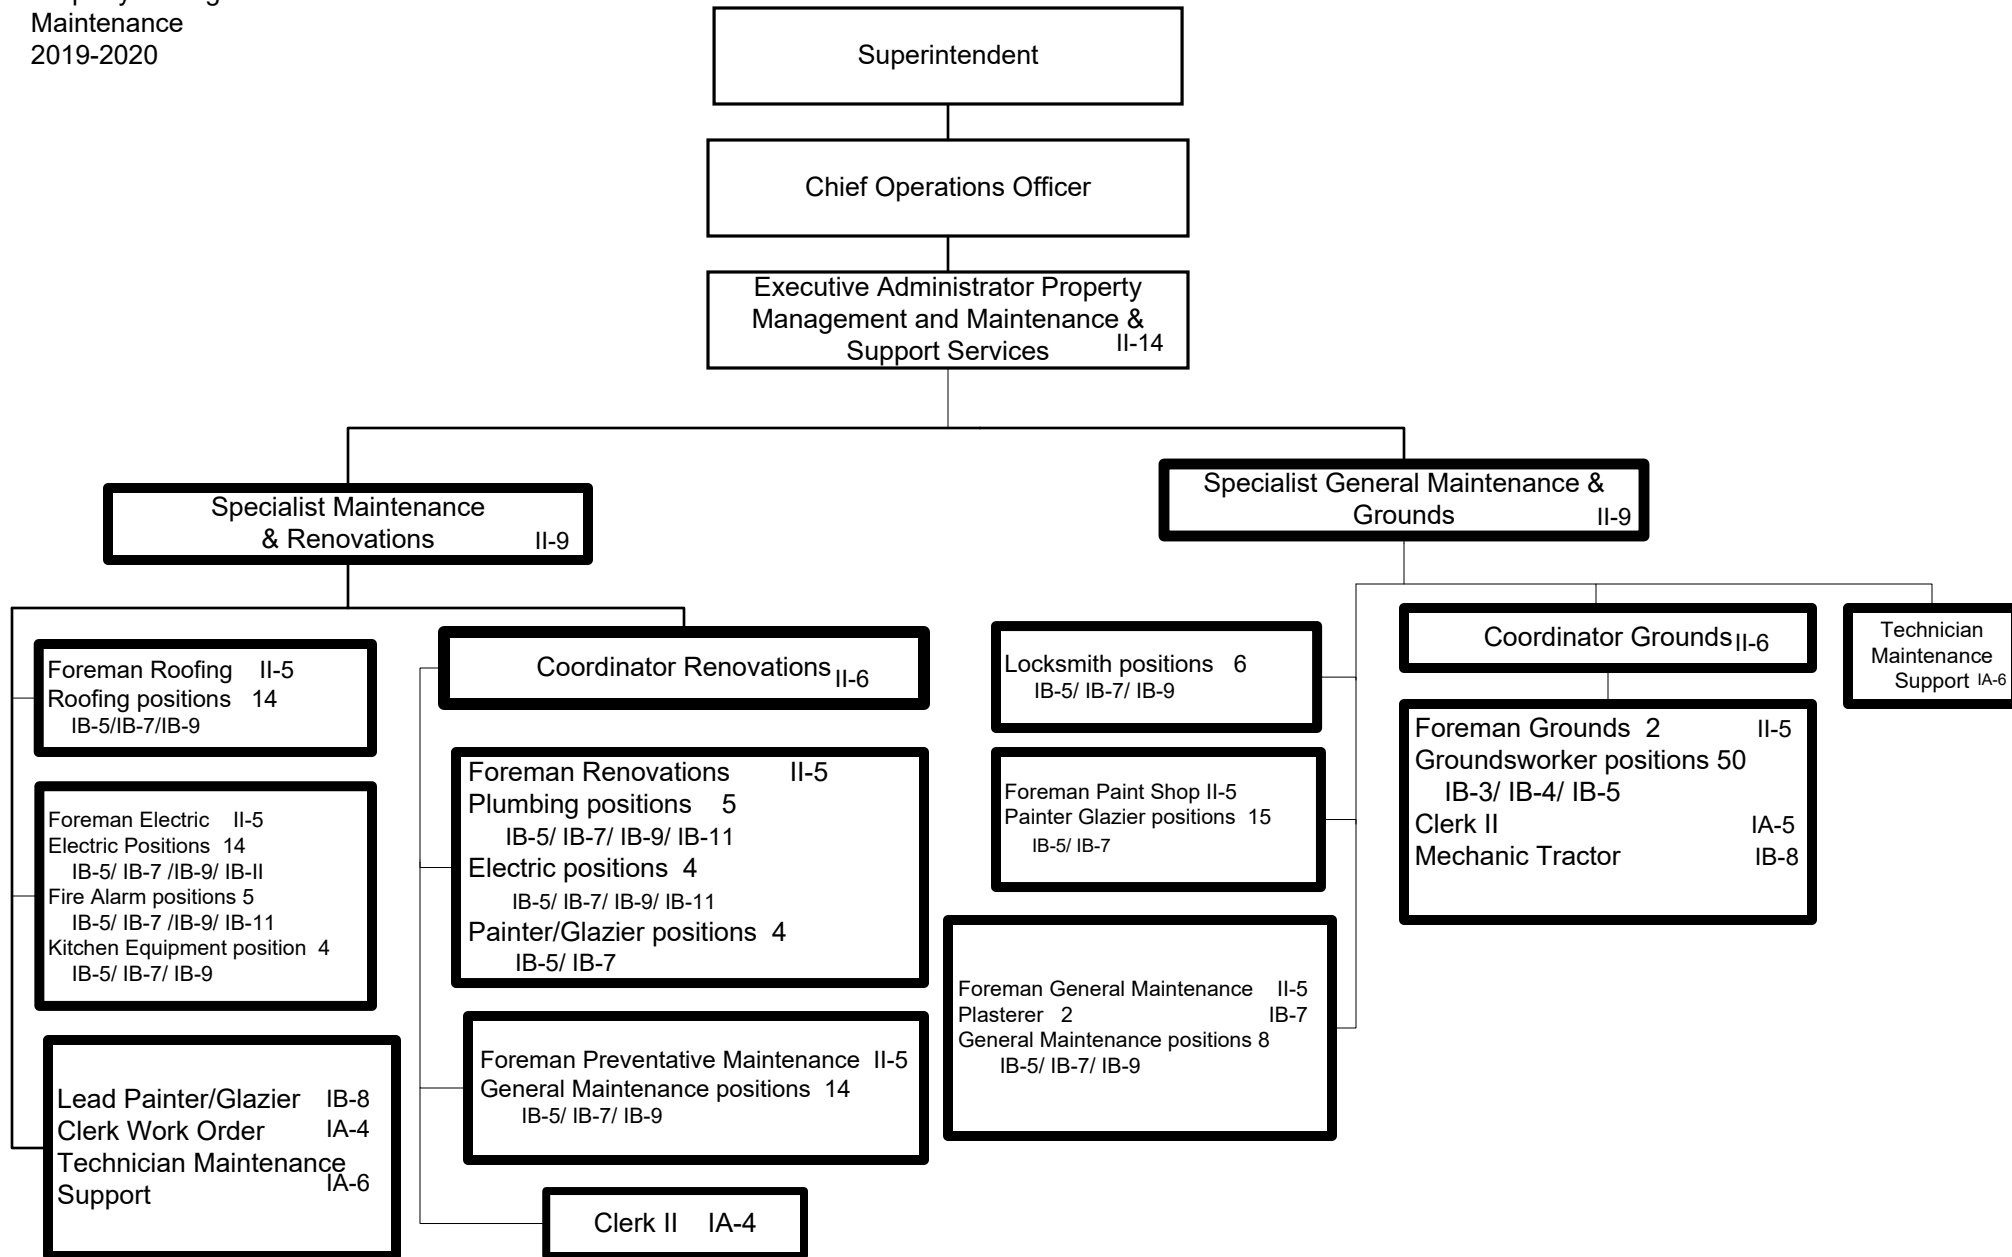 Maintenance
2019-2020
Superintendent
Chief Operations Officer
Executive Administrator Property
Management and Maintenance &
Support Services II-14
Specialist Maintenance
& Renovations II-9
Specialist General Maintenance &
Grounds II-9
Foreman Roofing II-5
Roofing positions 14
IB-5/IB-7/IB-9
Foreman Electric II-5
Electric Positions 14
IB-5/ IB-7 /IB-9/ IB-II
Fire Alarm positions 5
IB-5/ IB-7 /IB-9/ IB-11
Kitchen Equipment position 4
IB-5/ IB-7/ IB-9
Lead Painter/Glazier IB-8
Clerk Work Order IA-4
Technician Maintenance
Support IA-6
Coordinator Renovations II-6
Foreman Renovations II-5
Plumbing positions 5
IB-5/ IB-7/ IB-9/ IB-11
Electric positions 4
IB-5/ IB-7/ IB-9/ IB-11
Painter/Glazier positions 4
IB-5/ IB-7
Foreman Preventative Maintenance II-5
General Maintenance positions 14
IB-5/ IB-7/ IB-9
Clerk II IA-4
Locksmith positions 6
IB-5/ IB-7/ IB-9
Foreman Paint Shop II-5
Painter Glazier positions 15
IB-5/ IB-7
Foreman General Maintenance II-5
Plasterer 2 IB-7
General Maintenance positions 8
IB-5/ IB-7/ IB-9
Coordinator Grounds II-6
Foreman Grounds 2 II-5
Groundsworker positions 50
IB-3/ IB-4/ IB-5
Clerk II IA-5
Mechanic Tractor IB-8
Technician
Maintenance
Support IA-6